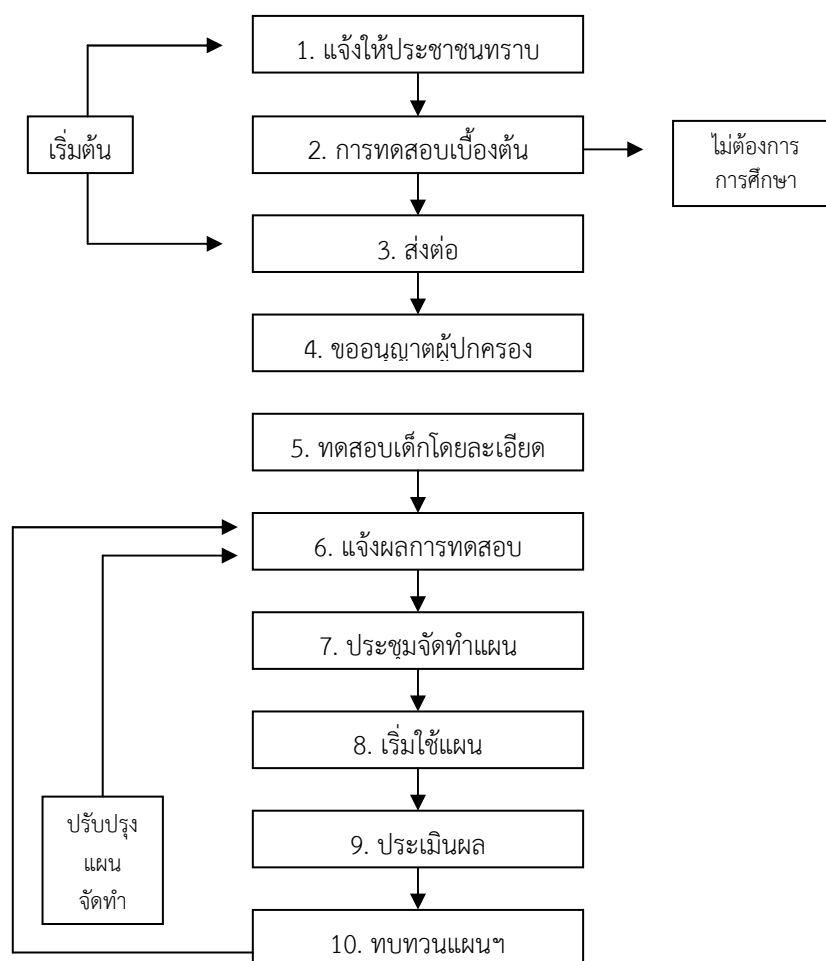 1. แจ้งให้ประชาชนทราบ
เริ่มต้น
2. การทดสอบเบื้องต้น
ไม่ต้องการ
การศึกษา
3. ส่งต่อ
4. ขออนุญาตผู้ปกครอง
5. ทดสอบเด็กโดยละเอียด
6. แจ้งผลการทดสอบ
7. ประชุมจัดทำแผน
8. เริ่มใช้แผน
ปรับปรุง
แผน
จัดทำ
9. ประเมินผล
10. ทบทวนแผนฯ